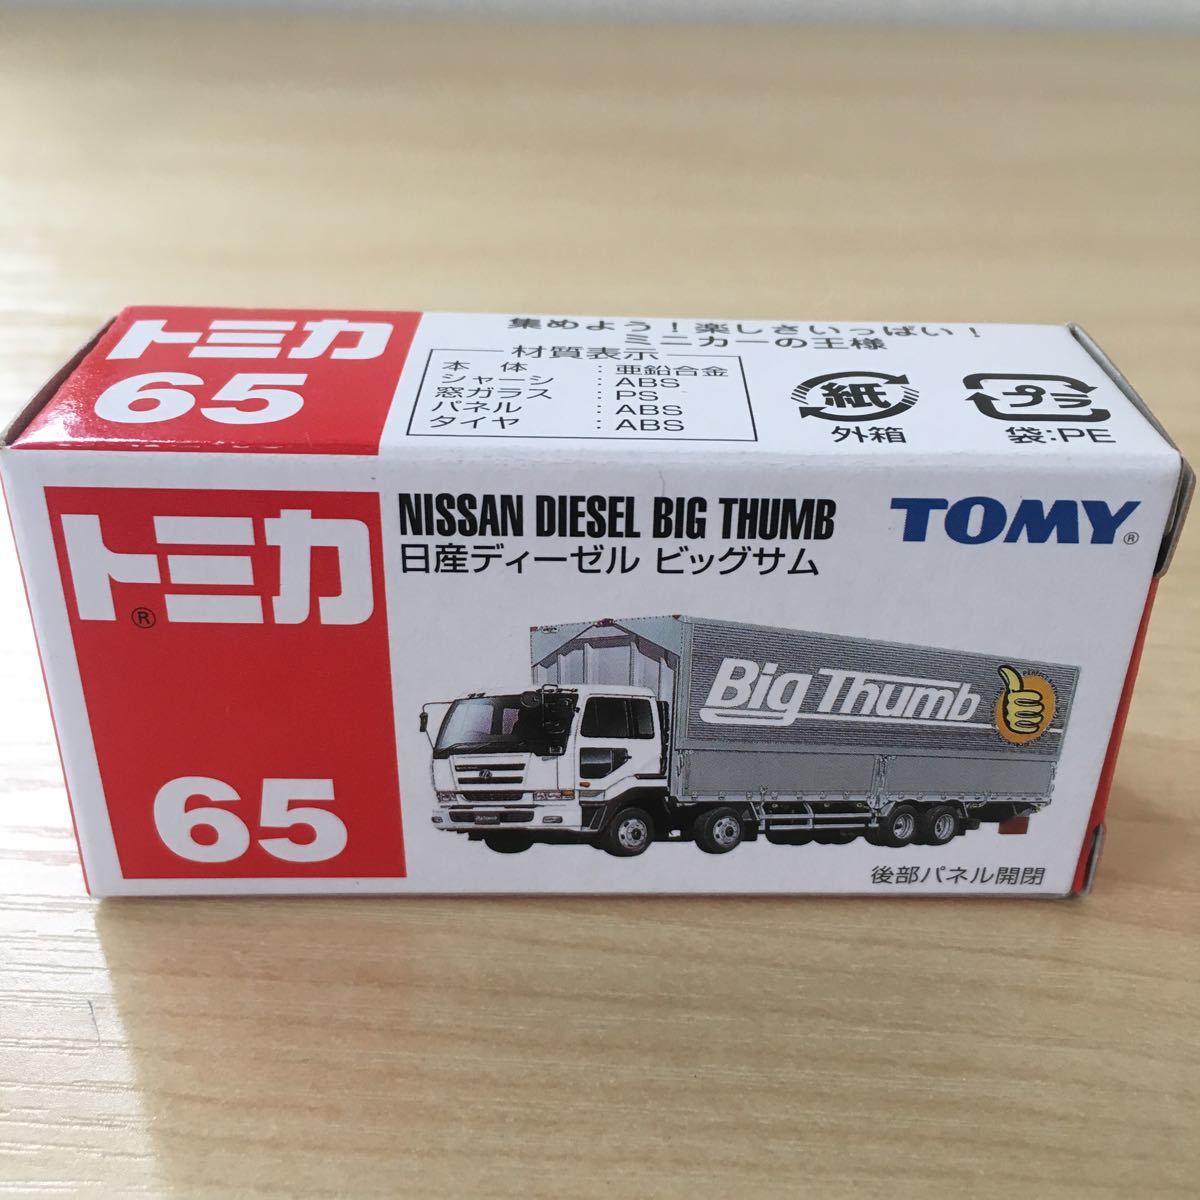 トミカ
65
集めよう!楽しさいっぱい!
ミニカーの王様
材質表示
本体:亜鉛合金
シャーシ:ABS
窓ガラス:PS
パネル:ABS
タイヤ:ABS
紙
外箱
プラ
袋:PE
トミカ®
65
NISSAN DIESEL BIG THUMB
日産ディーゼル ビッグサム
TOMY®
Big Thumb
後部パネル開閉